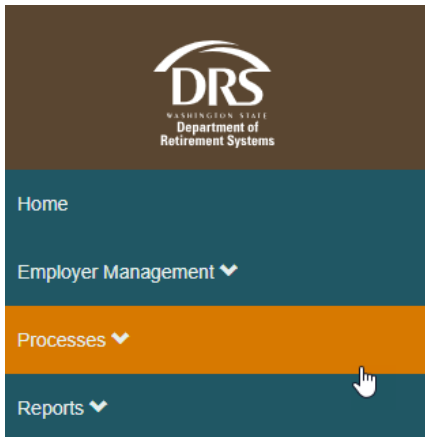 DRS
WASHINGTON STATE
Department of
Retirement Systems
Home
Employer Management
Processes
Reports